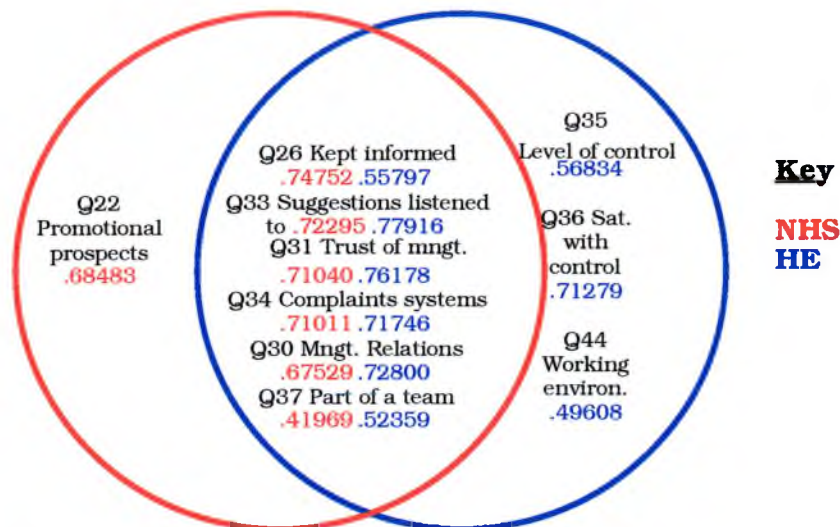 Q22
Promotional
prospects
.68483
Q26 Kept informed
.74752 .55797
Q33 Suggestions listened
to .72295 .77916
Q31 Trust of mngt.
.71040 .76178
Q34 Complaints systems
.71011 .71746
Q30 Mngt. Relations
.67529 .72800
Q37 Part of a team
.41969 .52359
Q35
Level of control
.56834
Q36 Sat.
with
control
.71279
Q44
Working
environ.
.49608
Key
NHS
HE